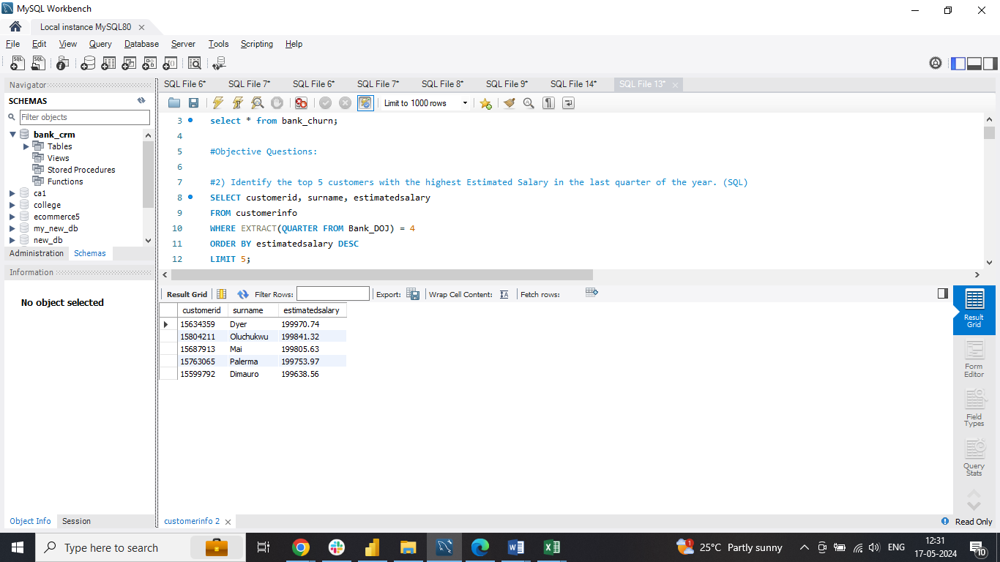 MySQL Workbench
Local instance MySQL80
File Edit View Query Database Server Tools Scripting Help
Navigator
SCHEMAS
Filter objects
bank_crm
Tables
Views
Stored Procedures
Functions
ca1
college
ecommerce5
my_new_db
new_db
Administration Schemas
Information
No object selected
Object Info Session
SQL File 6* SQL File 7* SQL File 6* SQL File 7* SQL File 8* SQL File 9* SQL File 14* SQL File 13*
Limit to 1000 rows
3 select * from bank_churn;
4
5 #Objective Questions:
6
7 #2) Identify the top 5 customers with the highest Estimated Salary in the last quarter of the year. (SQL)
8 SELECT customerid, surname, estimatedsalary
9 FROM customerinfo
10 WHERE EXTRACT(QUARTER FROM Bank_DOJ) = 4
11 ORDER BY estimatedsalary DESC
12 LIMIT 5;
Result Grid Filter Rows: Export: Wrap Cell Content: Fetch rows:
customerid surname estimatedsalary
15634359 Dyer 199970.74
15804211 Oluchukwu 199841.32
15687913 Mai 199805.63
15763065 Palerma 199753.97
15599792 Dimauro 199638.56
Result
Grid
Form
Editor
Field
Types
Query
Stats
customerinfo 2
Read Only
Type here to search
1
25°C Partly sunny
ENG
12:31
17-05-2024
10